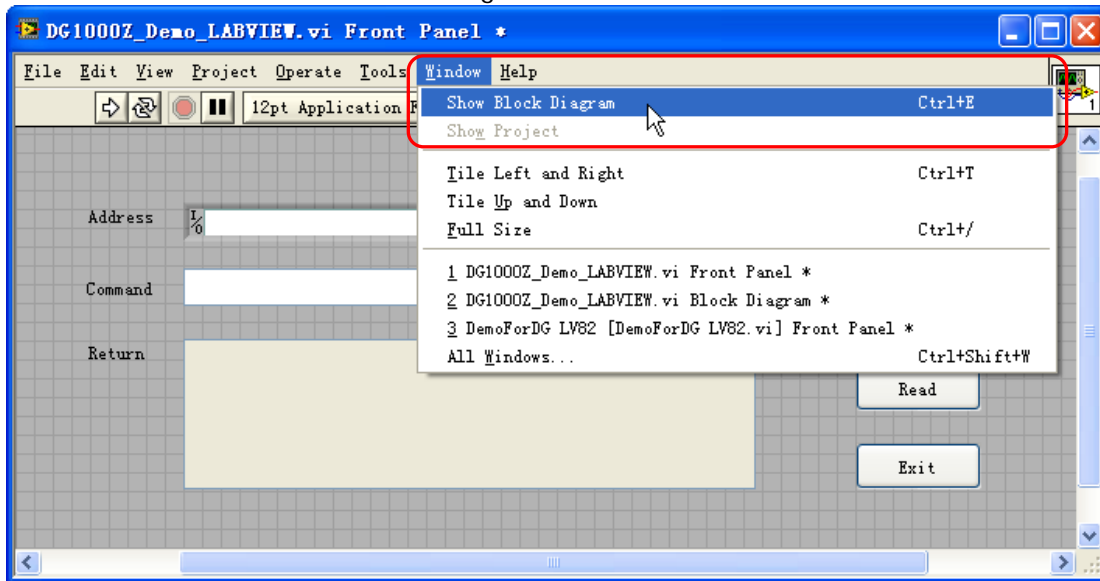 DG1000Z_Demo_LABVIEW.vi Front Panel *
File Edit View Project Operate Tools Window Help
12pt Application F
Show Block Diagram Ctrl+E
Show Project
Tile Left and Right Ctrl+T
Tile Up and Down
Full Size Ctrl+/
1 DG1000Z_Demo_LABVIEW.vi Front Panel *
2 DG1000Z_Demo_LABVIEW.vi Block Diagram *
3 DemoForDG LV82 [DemoForDG LV82.vi] Front Panel *
All Windows... Ctrl+Shift+W
1
Address
I/O
Command
Return
Read
Exit